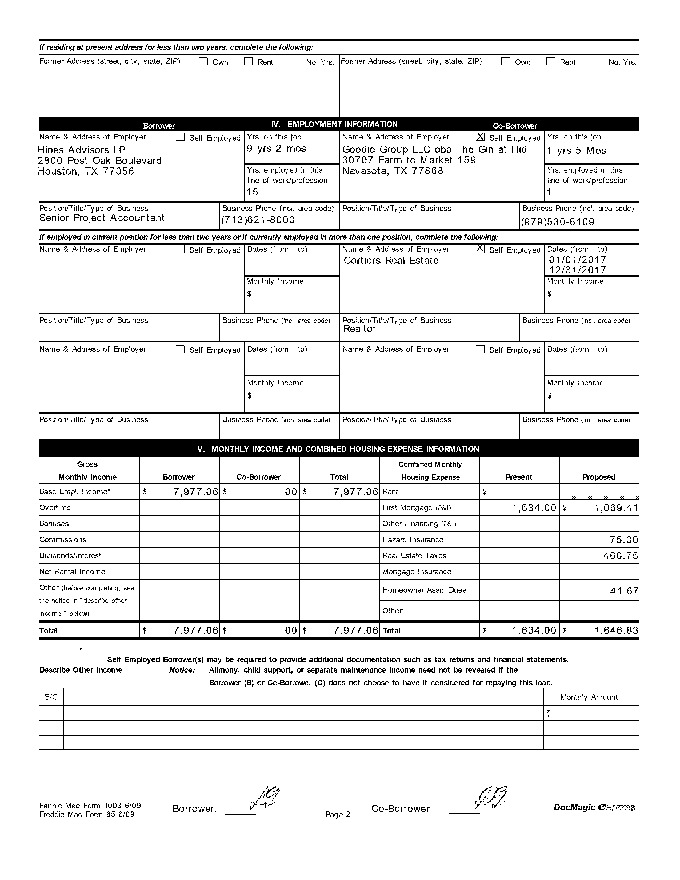 If residing at present address for less than two years, complete the following:
Former Address (street, city, state, ZIP) Own Rent No. Yrs. Former Address (street, city, state, ZIP) Own Rent No. Yrs.
Borrower IV. EMPLOYMENT INFORMATION Co-Borrower
Name & Address of Employer Self Employed Yrs. on this job Name & Address of Employer X Self Employed Yrs. on this job
Hines Advisors LP 9 yrs 2 mos Goodie Group LLC dba The Gin at 1 yrs 5 Mos
2800 Post Oak Boulevard 30707 Farm to Market 159
Houston, TX 77056 Yrs. employed in this line of work/profession Navasota, TX 77868 Yrs. employed in this line of work/profession
15 1
Position/Title/Type of Business Business Phone (incl. area code) Position/Title/Type of Business Business Phone (incl. area code)
Senior Project Accountant (713)621-8000 (979)530-6109
If employed in current position for less than two years or if currently employed in more than one position, complete the following:
Name & Address of Employer Self Employed Dates (from - to) Name & Address of Employer X Self Employed Dates (from - to)
Real Estate 01/01/2017
12/31/2017
Monthly Income Monthly Income
$ $
Position/Title/Type of Business Business Phone (incl. area code) Position/Title/Type of Business Business Phone (incl. area code)
Realtor
Name & Address of Employer Self Employed Dates (from - to) Name & Address of Employer Self Employed Dates (from - to)
Monthly Income Monthly Income
$ $
Position/Title/Type of Business Business Phone (incl. area code) Position/Title/Type of Business Business Phone (incl. area code)
V. MONTHLY INCOME AND COMBINED HOUSING EXPENSE INFORMATION
Gross Monthly Income Borrower Co-Borrower Total Combined Monthly Housing Expense Present Proposed
Base Empl. Income* $ 7,977.06 $ .00 $ 7,977.06 Rent $
Overtime First Mortgage (P&I) 1,634.00 $ 1,063.41
Bonuses Other Financing (P&I)
Commissions Hazard Insurance 75.00
Dividends/Interest Real Estate Taxes 466.75
Net Rental Income Mortgage Insurance
Other (before completing, see the notice in "describe other income," below) Homeowner Assn. Dues 41.67
Other:
Total $ 7,977.06 $ .00 $ 7,977.06 Total $ 1,634.00 $ 1,646.83
* Self Employed Borrower(s) may be required to provide additional documentation such as tax returns and financial statements.
Describe Other Income Notice: Alimony, child support, or separate maintenance income need not be revealed if the
Borrower (B) or Co-Borrower (C) does not choose to have it considered for repaying this loan.
B/C Monthly Amount
$
Fannie Mae Form 1003 6/09
Freddie Mac Form 65 6/09
Borrower: Page 2 Co-Borrower
DocMagic